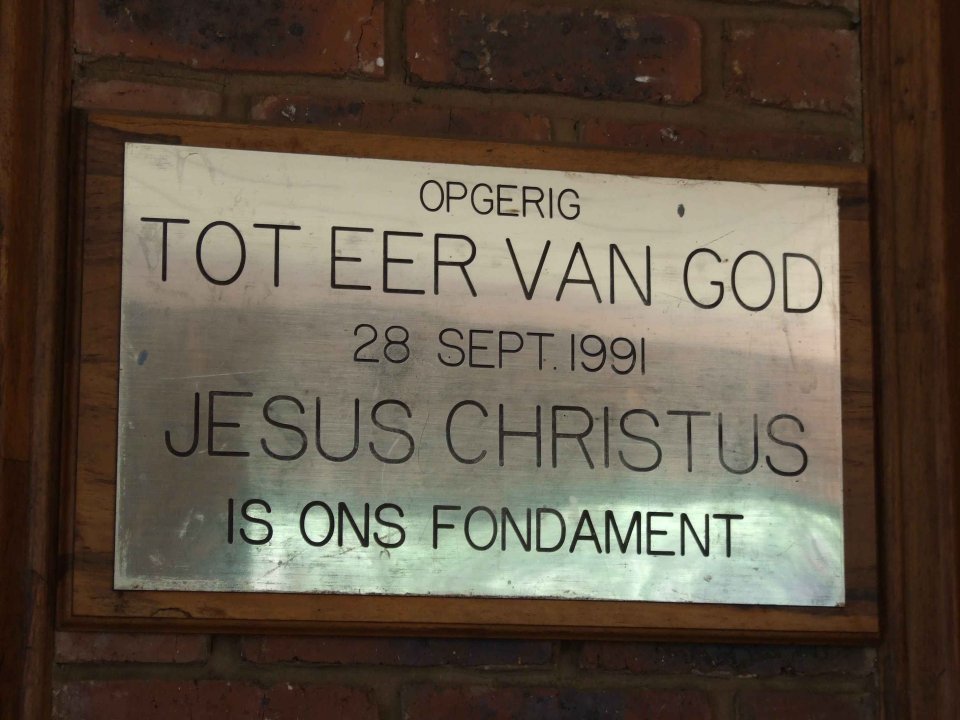 OPGERIG
TOT EER VAN GOD
28 SEPT. 1991
JESUS CHRISTUS
IS ONS FONDAMENT